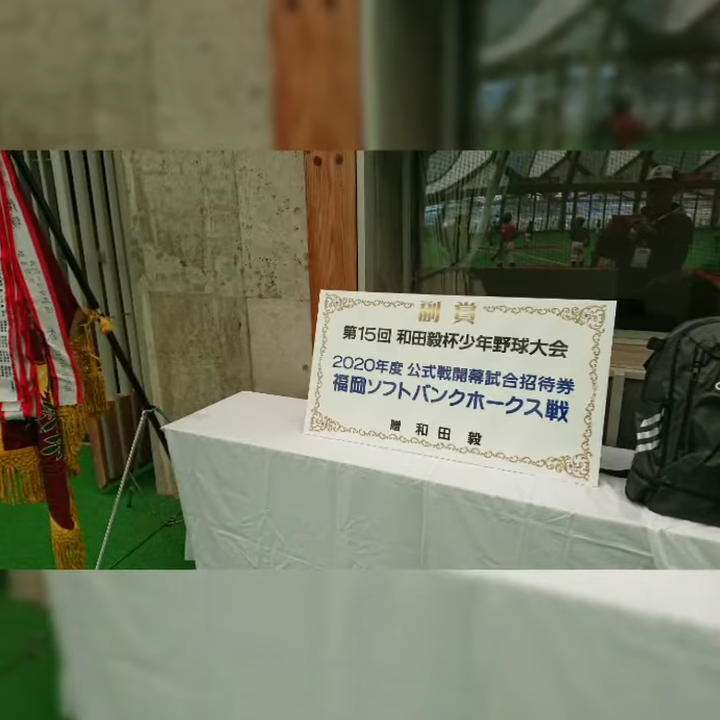 副賞
第15回 和田毅杯少年野球大会
2020年度 公式戦開幕試合招待券
福岡ソフトバンクホークス戦
贈 和田 毅